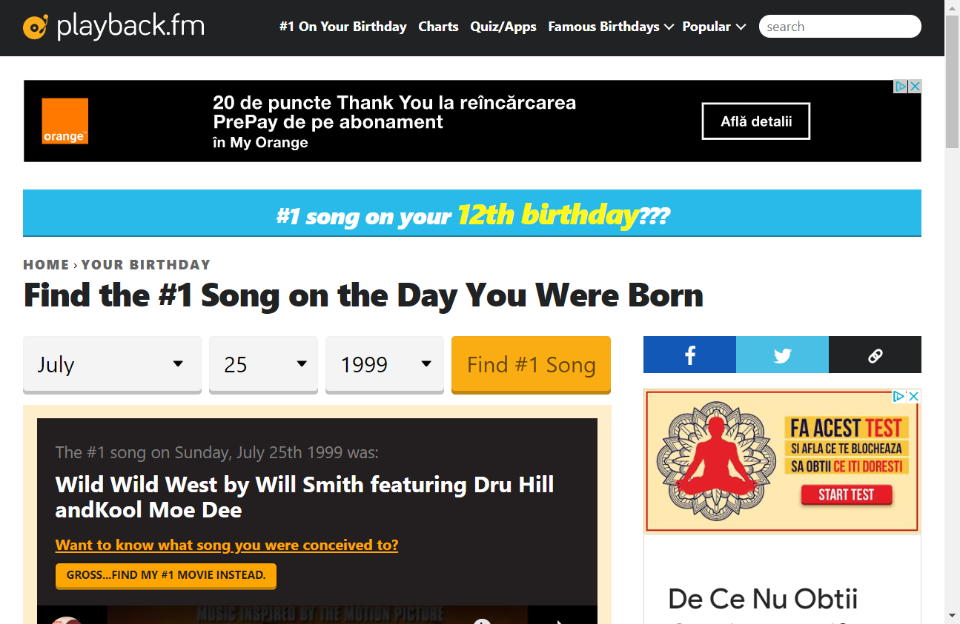 playback.fm
#1 On Your Birthday Charts Quiz/Apps Famous Birthdays Popular search
orange
20 de puncte Thank You la reîncărcarea
PrePay de pe abonament
în My Orange
Află detalii
#1 song on your 12th birthday???
HOME › YOUR BIRTHDAY
Find the #1 Song on the Day You Were Born
July 25 1999 Find #1 Song
The #1 song on Sunday, July 25th 1999 was:
Wild Wild West by Will Smith featuring Dru Hill
andKool Moe Dee
Want to know what song you were conceived to?
GROSS...FIND MY #1 MOVIE INSTEAD.
MUSIC INSPIRED BY THE MOTION PICTURE
FA ACEST TEST
SI AFLA CE TE BLOCHEAZA
SA OBTII CE ITI DORESTI
START TEST
De Ce Nu Obtii